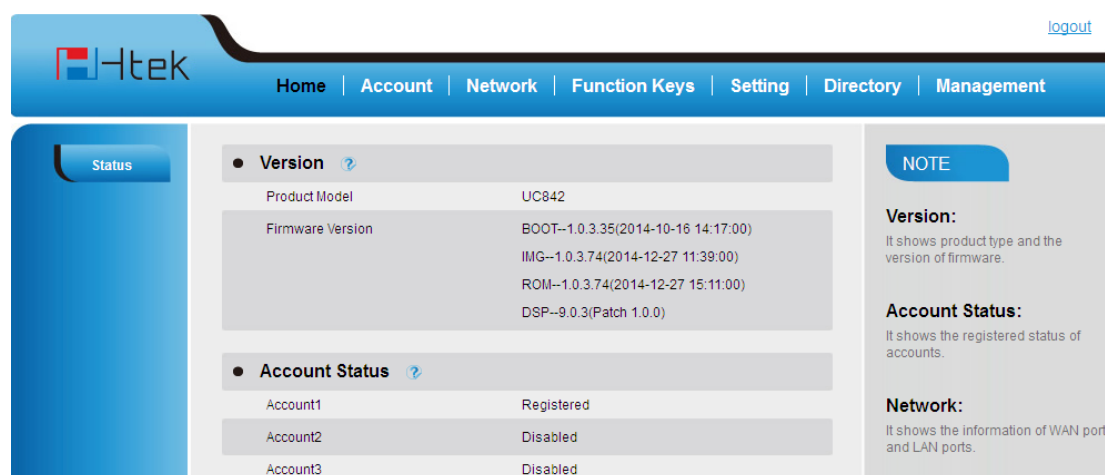 logout
Htek
Home | Account | Network | Function Keys | Setting | Directory | Management
Status
Version
Product Model UC842
Firmware Version BOOT--1.0.3.35(2014-10-16 14:17:00)
IMG--1.0.3.74(2014-12-27 11:39:00)
ROM--1.0.3.74(2014-12-27 15:11:00)
DSP--9.0.3(Patch 1.0.0)
Account Status
Account1 Registered
Account2 Disabled
Account3 Disabled
NOTE
Version:
It shows product type and the
version of firmware.
Account Status:
It shows the registered status of
accounts.
Network:
It shows the information of WAN port
and LAN ports.